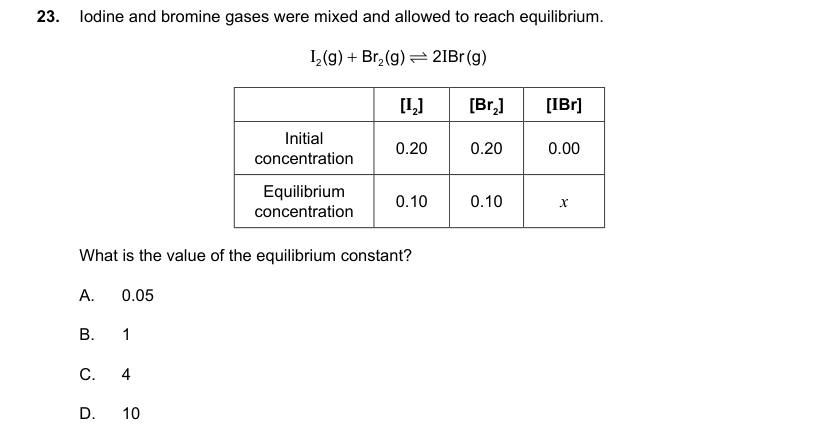 23. Iodine and bromine gases were mixed and allowed to reach equilibrium.
I₂(g) + Br₂(g) ⇌ 2IBr(g)
[I₂] [Br₂] [IBr]
Initial
concentration 0.20 0.20 0.00
Equilibrium
concentration 0.10 0.10 x
What is the value of the equilibrium constant?
A. 0.05
B. 1
C. 4
D. 10